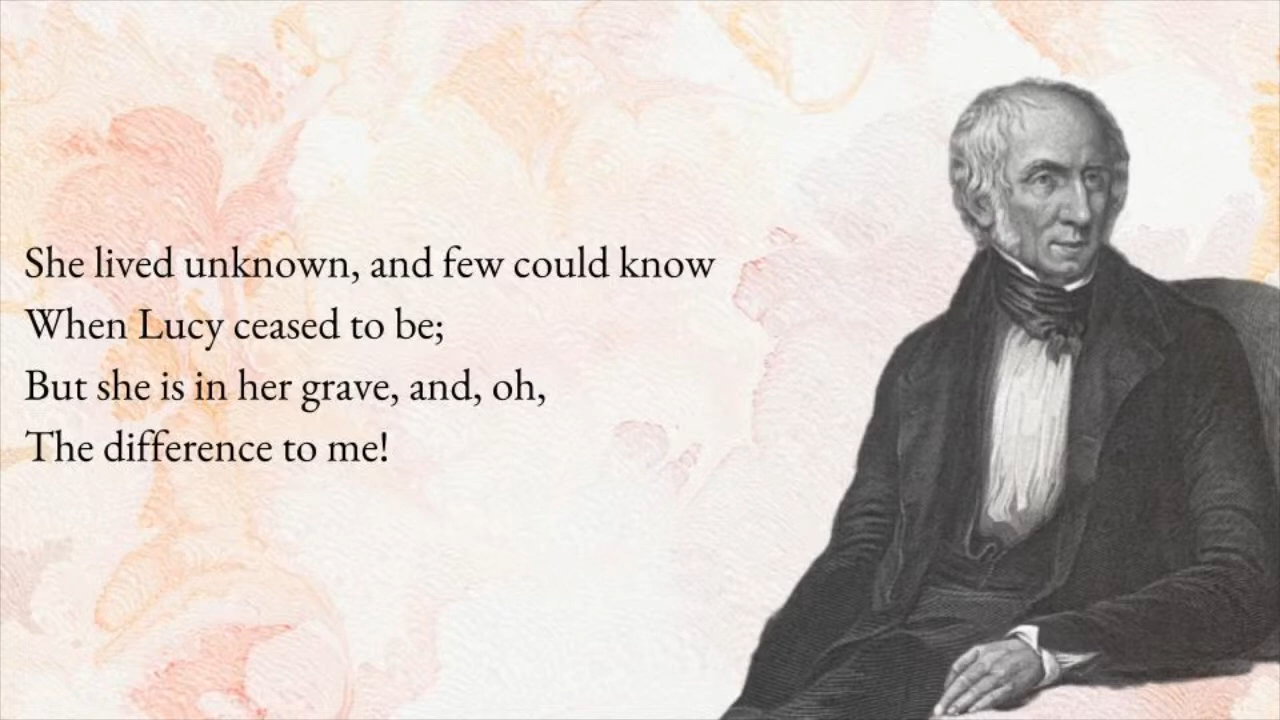 She lived unknown, and few could know
When Lucy ceased to be;
But she is in her grave, and, oh,
The difference to me!